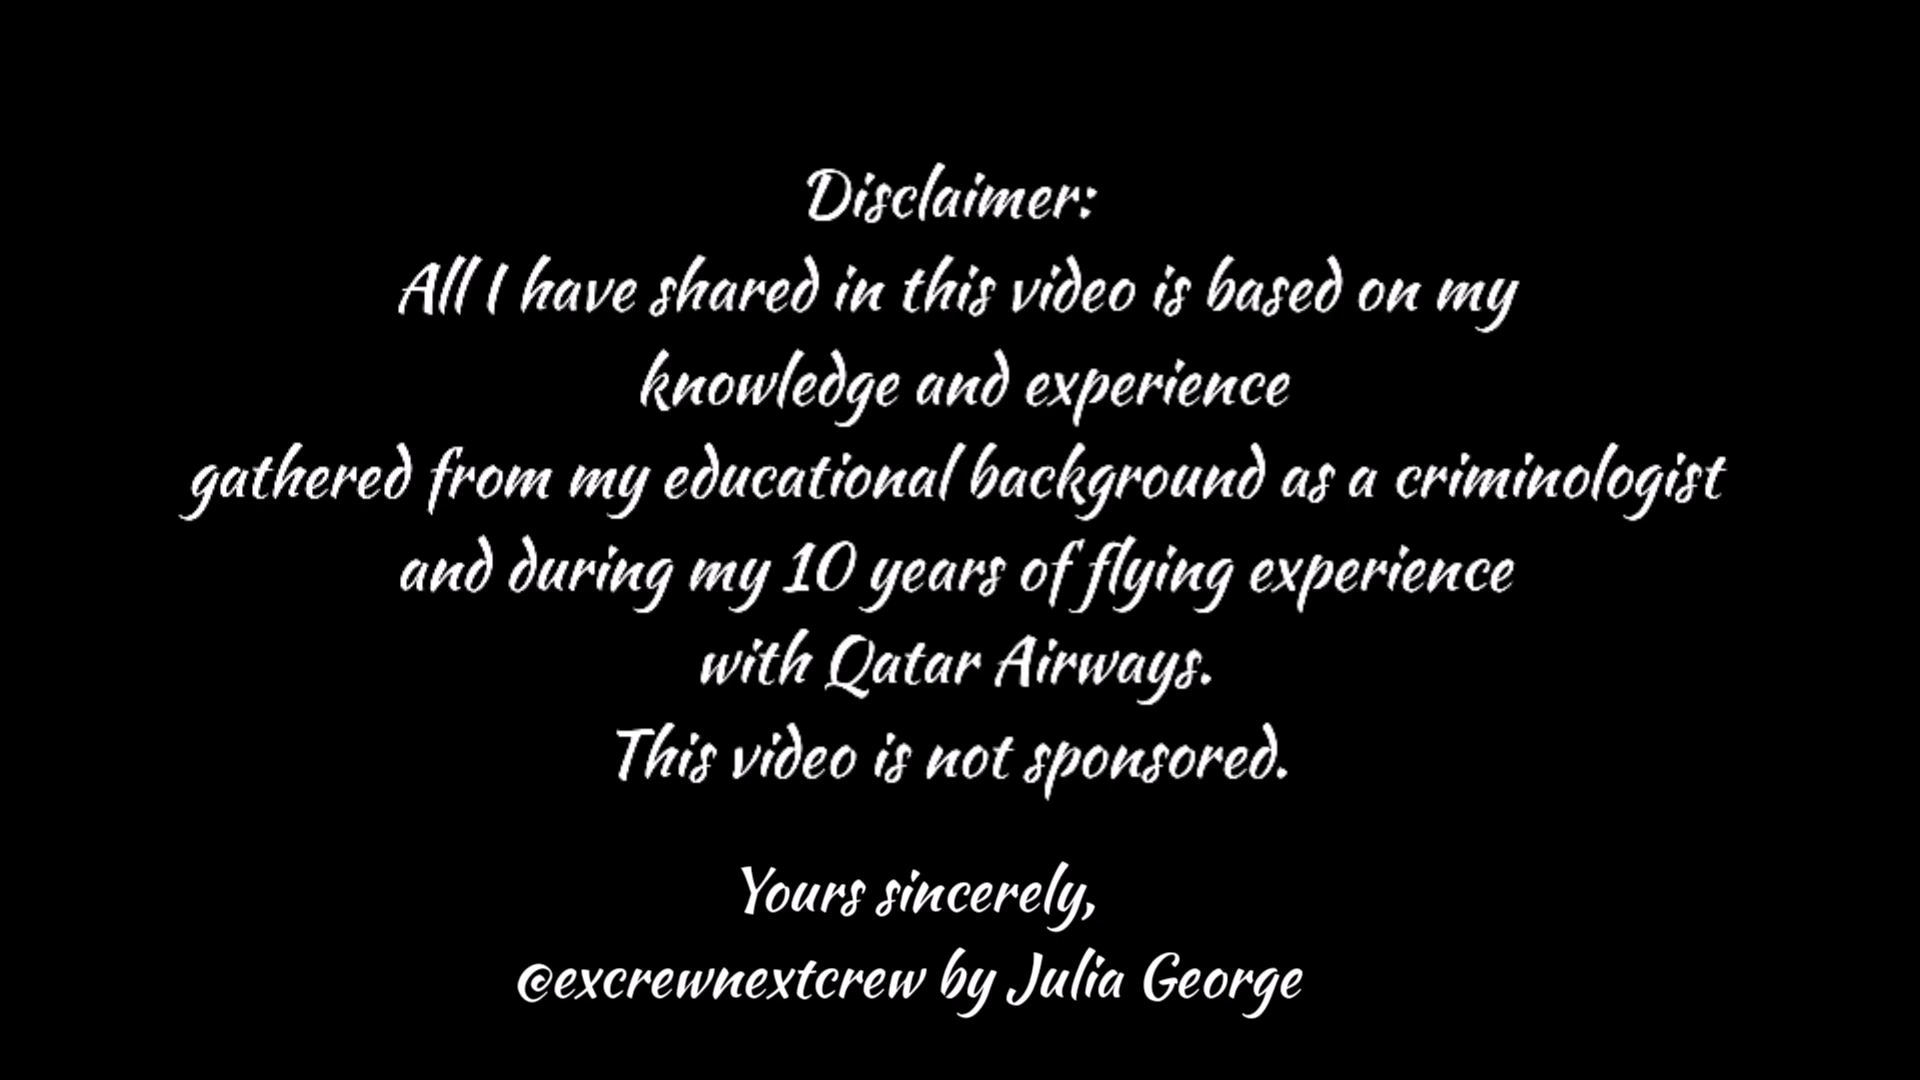 Disclaimer:
All I have shared in this video is based on my
knowledge and experience
gathered from my educational background as a criminologist
and during my 10 years of flying experience
with Qatar Airways.
This video is not sponsored.
Yours sincerely,
@excrewnextcrew by Julia George